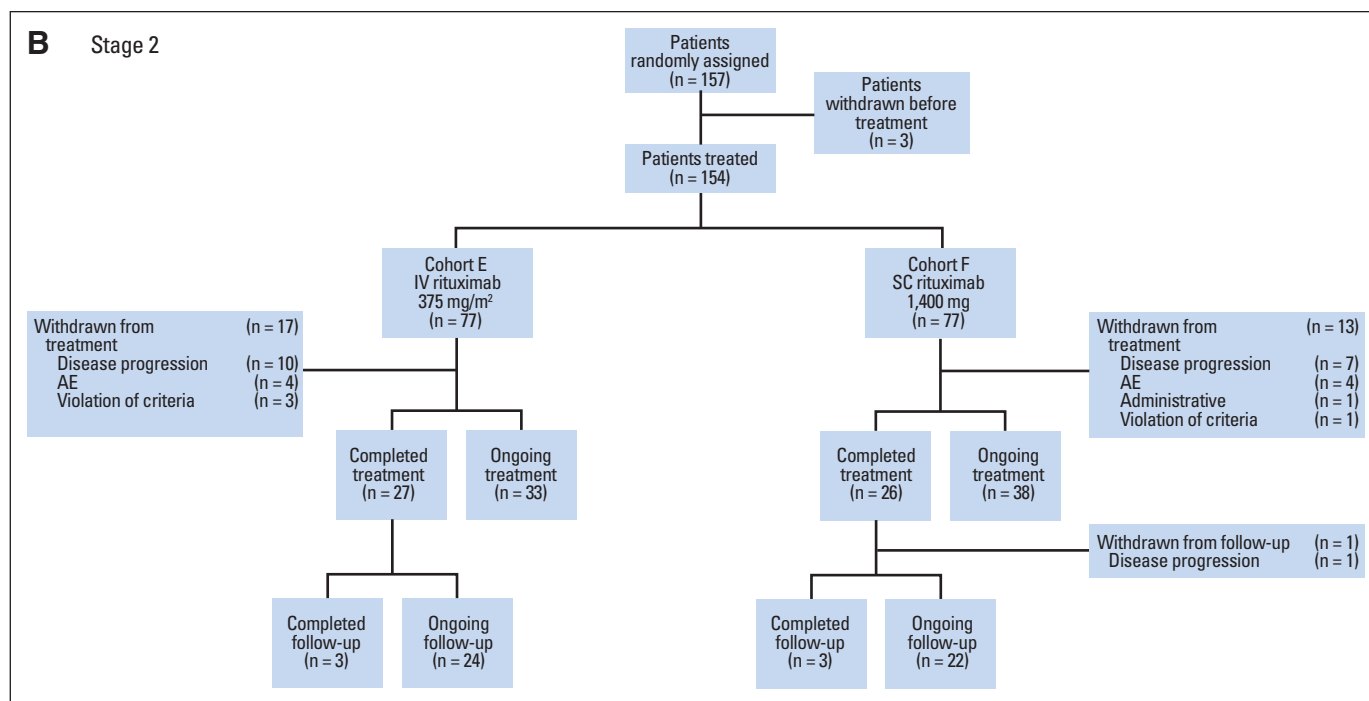 B Stage 2
Patients
randomly assigned
(n = 157)
Patients
withdrawn before
treatment
(n = 3)
Patients treated
(n = 154)
Cohort E
IV rituximab
375 mg/m²
(n = 77)
Cohort F
SC rituximab
1,400 mg
(n = 77)
Withdrawn from (n = 17)
treatment
Disease progression (n = 10)
AE (n = 4)
Violation of criteria (n = 3)
Withdrawn from (n = 13)
treatment
Disease progression (n = 7)
AE (n = 4)
Administrative (n = 1)
Violation of criteria (n = 1)
Completed
treatment
(n = 27)
Ongoing
treatment
(n = 33)
Completed
treatment
(n = 26)
Ongoing
treatment
(n = 38)
Withdrawn from follow-up (n = 1)
Disease progression (n = 1)
Completed
follow-up
(n = 3)
Ongoing
follow-up
(n = 24)
Completed
follow-up
(n = 3)
Ongoing
follow-up
(n = 22)